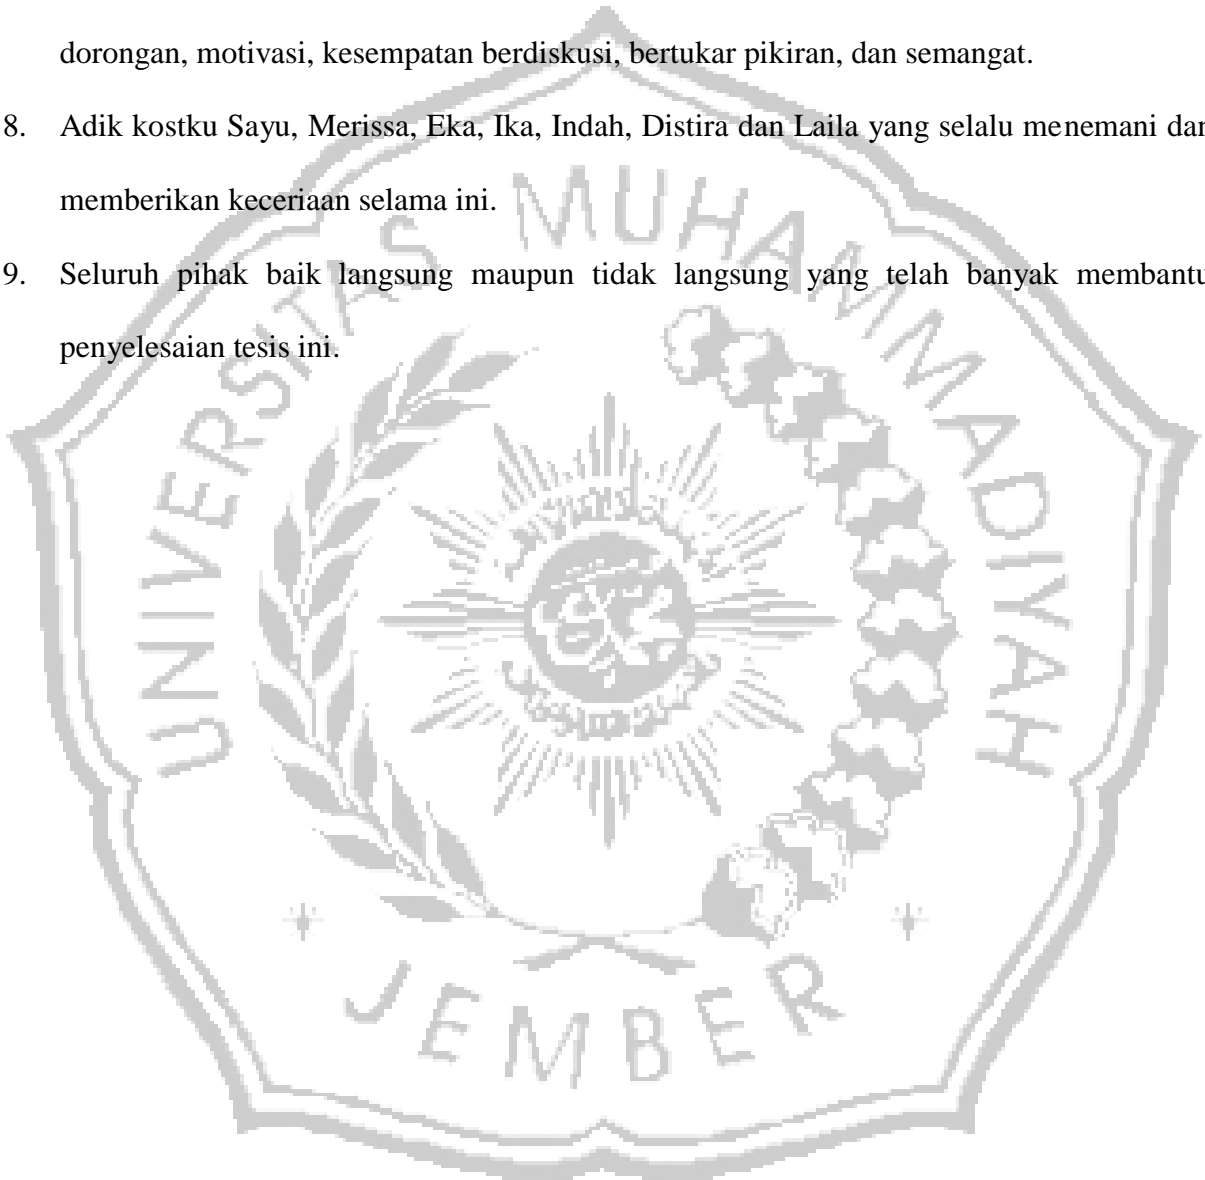 dorongan, motivasi, kesempatan berdiskusi, bertukar pikiran, dan semangat.
8. Adik kostku Sayu, Merissa, Eka, Ika, Indah, Distira dan Laila yang selalu menemani dan
memberikan keceriaan selama ini.
9. Seluruh pihak baik langsung maupun tidak langsung yang telah banyak membantu
penyelesaian tesis ini.
UNIVERSITAS MUHAMMADIYAH
JEMBER